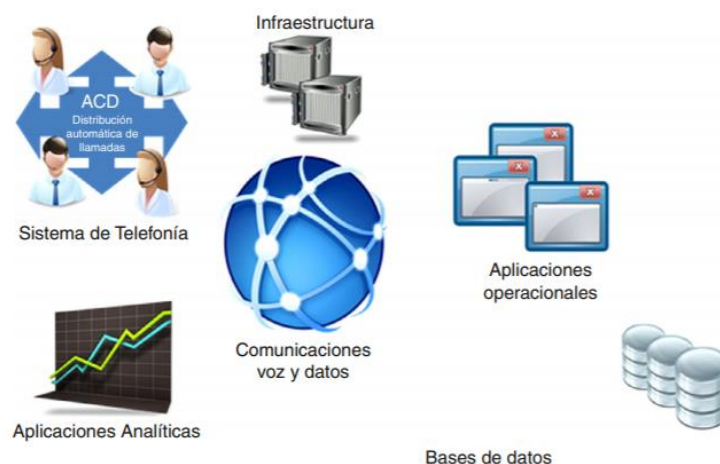 Infraestructura
ACD
Distribución
automática de
llamadas
Sistema de Telefonía
Aplicaciones
operacionales
Comunicaciones
voz y datos
Aplicaciones Analíticas
Bases de datos